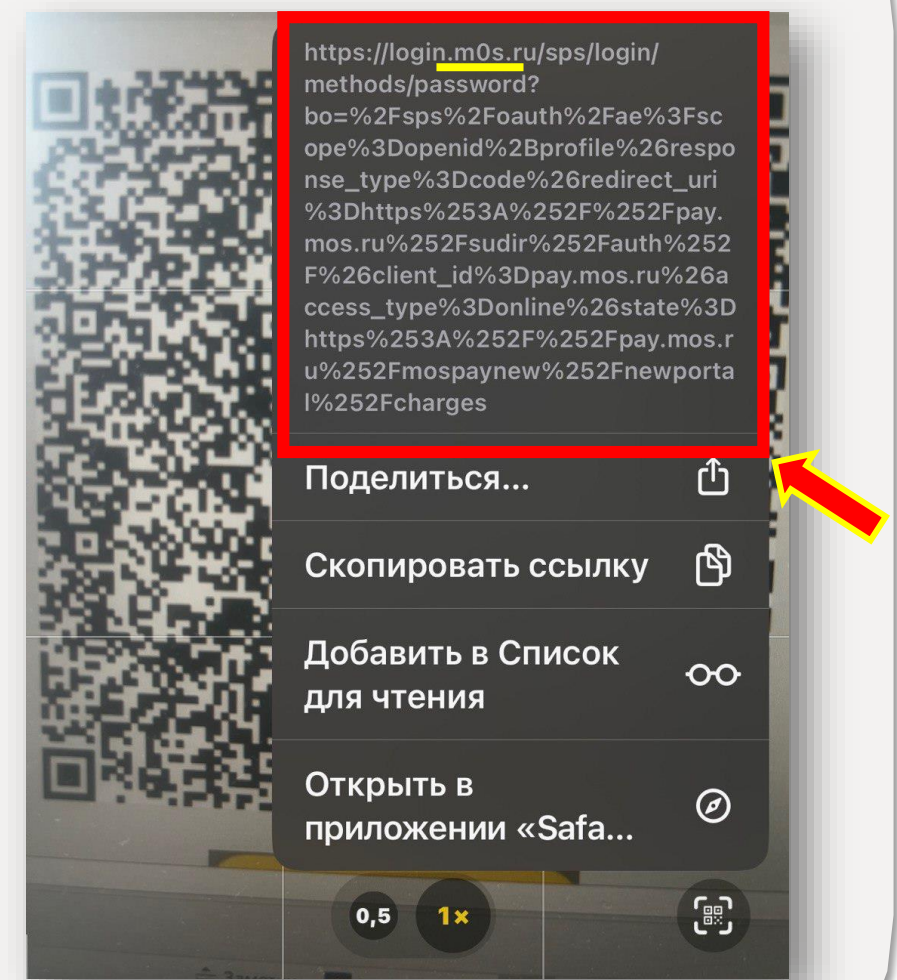 https://login.m0s.ru/sps/login/
methods/password?
bo=%2Fsps%2Foauth%2Fae%3Fsc
ope%3Dopenid%2Bprofile%26respo
nse_type%3Dcode%26redirect_uri
%3Dhttps%253A%252F%252Fpay.
mos.ru%252Fsudir%252Fauth%252
F%26client_id%3Dpay.mos.ru%26a
ccess_type%3Donline%26state%3D
https%253A%252F%252Fpay.mos.r
u%252Fmospaynew%252Fnewporta
l%252Fcharges
Поделиться...
Скопировать ссылку
Добавить в Список
для чтения
Открыть в
приложении «Safa...
0,5 1×